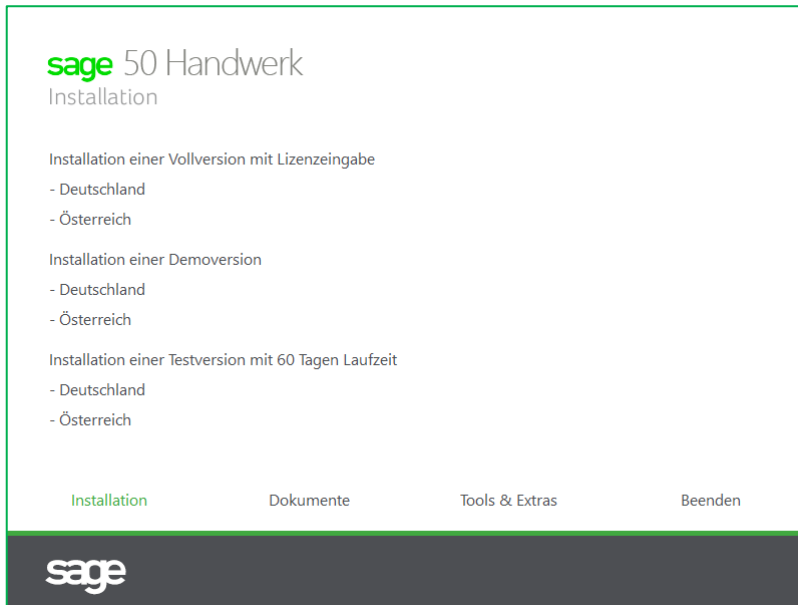 sage 50 Handwerk
Installation
Installation einer Vollversion mit Lizenzeingabe
- Deutschland
- Österreich
Installation einer Demoversion
- Deutschland
- Österreich
Installation einer Testversion mit 60 Tagen Laufzeit
- Deutschland
- Österreich
Installation Dokumente Tools & Extras Beenden
sage